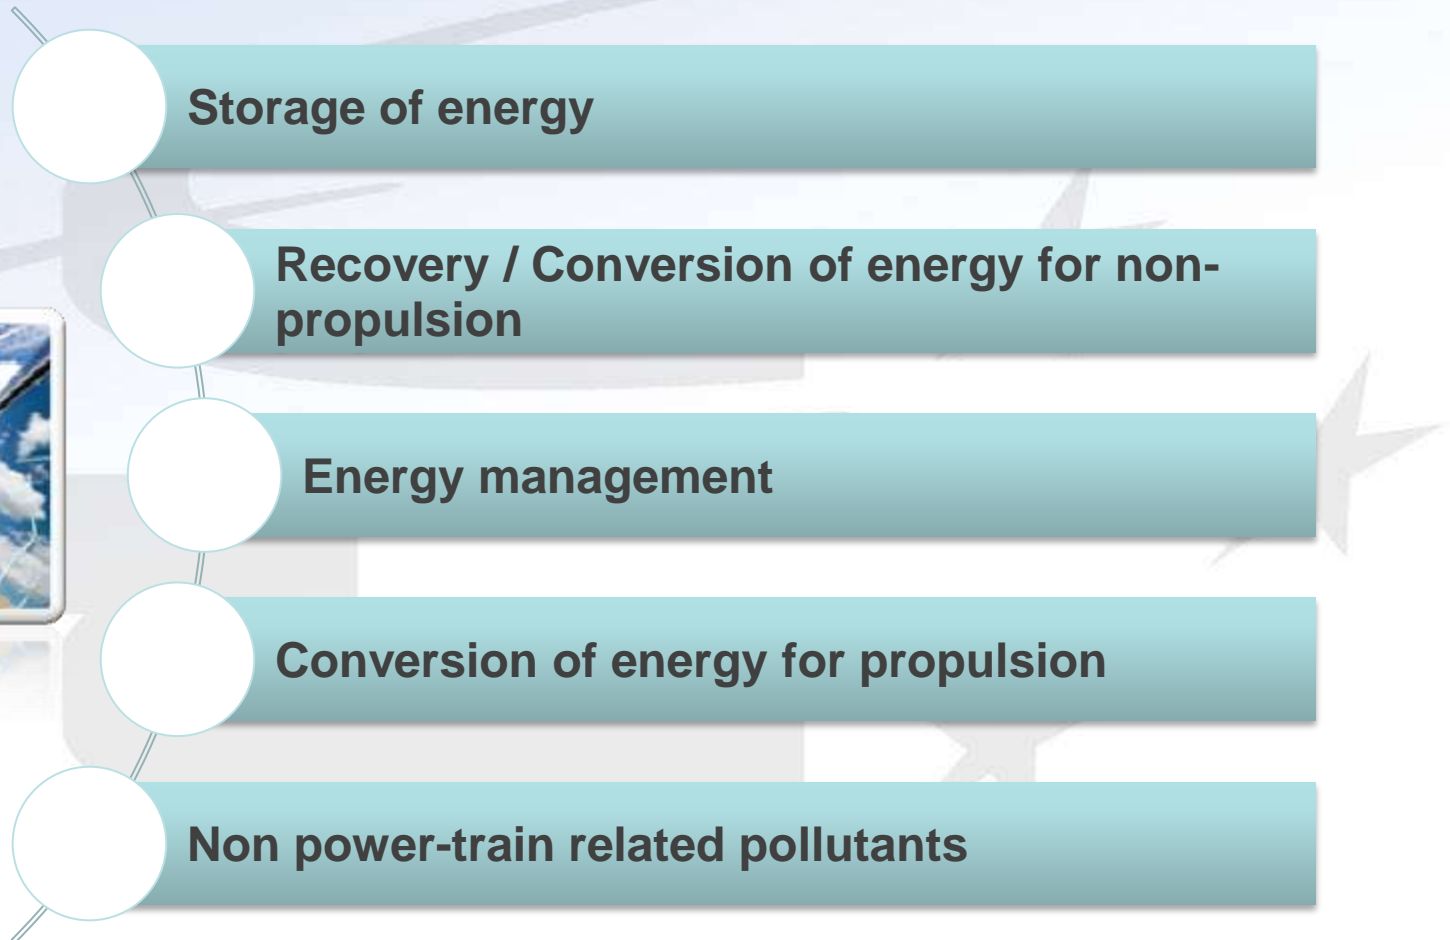 Storage of energy
Recovery / Conversion of energy for non-
propulsion
Energy management
Conversion of energy for propulsion
Non power-train related pollutants